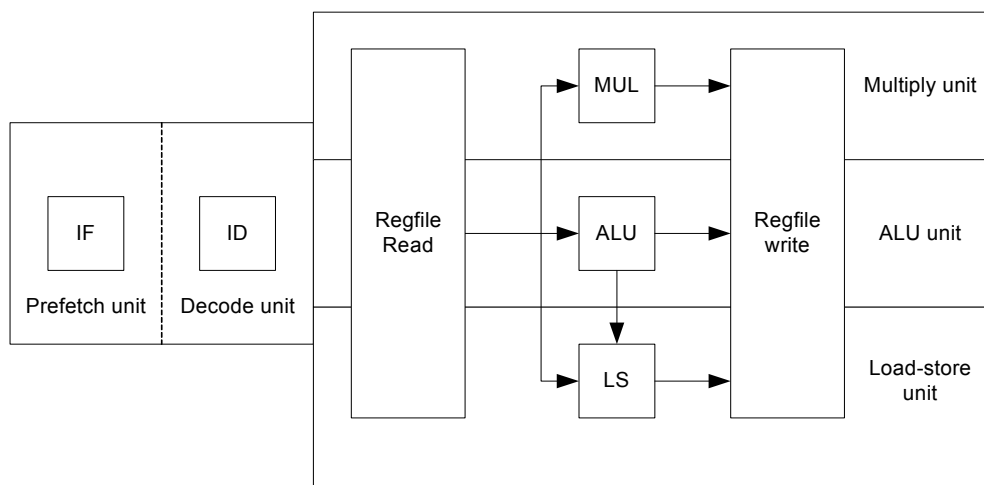 MUL
Multiply unit
IF
ID
Regfile
Read
ALU
Regfile
write
ALU unit
Prefetch unit
Decode unit
LS
Load-store
unit